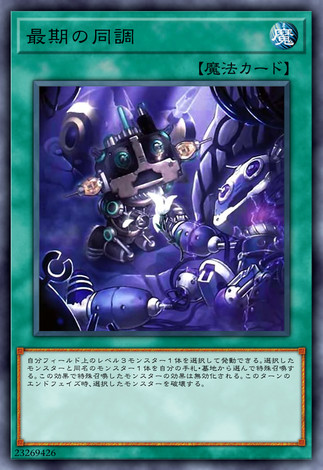 最期の同調
魔
【魔法カード】
自分フィールド上のレベル３モンスター１体を選択して発動できる。選択した
モンスターと同名のモンスター１体を自分の手札・墓地から選んで特殊召喚す
る。この効果で特殊召喚したモンスターの効果は無効化される。このターンの
エンドフェイズ時、選択したモンスターを破壊する。
23269426